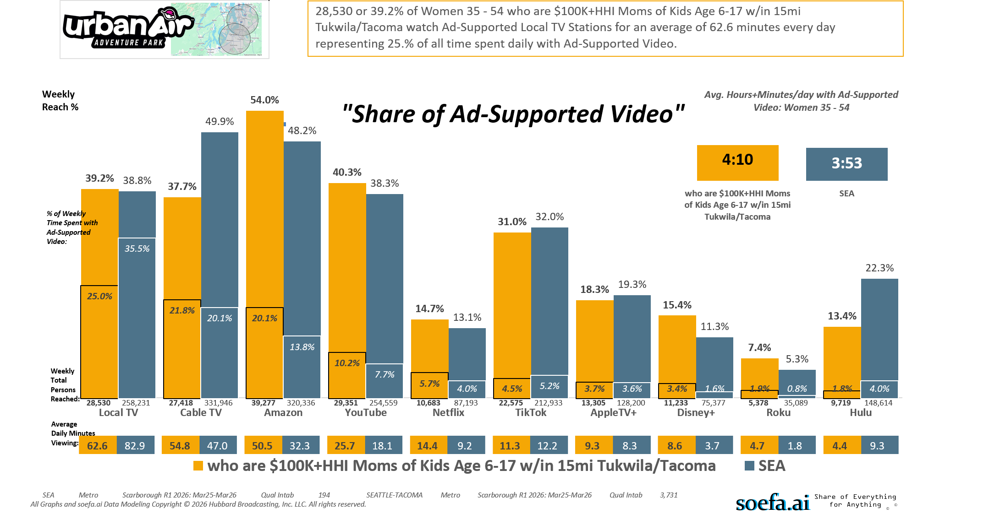 urbanAir
ADVENTURE PARK
28,530 or 39.2% of Women 35 - 54 who are $100K+HHI Moms of Kids Age 6-17 w/in 15mi
Tukwila/Tacoma watch Ad-Supported Local TV Stations for an average of 62.6 minutes every day
representing 25.% of all time spent daily with Ad-Supported Video.
Weekly
Reach %
"Share of Ad-Supported Video"
Avg. Hours+Minutes/day with Ad-Supported
Video: Women 35 - 54
4:10 3:53
who are $100K+HHI Moms
of Kids Age 6-17 w/in 15mi
Tukwila/Tacoma
SEA
39.2% 38.8% 37.7% 49.9% 54.0% 48.2% 40.3% 38.3% 14.7% 13.1% 31.0% 32.0% 18.3% 19.3% 15.4% 11.3% 7.4% 5.3% 13.4% 22.3%
% of Weekly
Time Spent with
Ad-Supported
Video:
25.0% 35.5% 21.8% 20.1% 20.1% 13.8% 10.2% 7.7% 5.7% 4.0% 4.5% 5.2% 3.7% 3.6% 3.4% 1.6% 1.9% 0.8% 1.8% 4.0%
Weekly
Total
Persons
Reached:
28,530 258,231 27,418 331,946 39,277 320,336 29,351 254,559 10,683 87,193 22,575 212,933 13,305 128,200 11,233 75,377 5,378 35,089 9,719 148,614
Local TV Cable TV Amazon YouTube Netflix TikTok AppleTV+ Disney+ Roku Hulu
Average
Daily Minutes
Viewing:
62.6 82.9 54.8 47.0 50.5 32.3 25.7 18.1 14.4 9.2 11.3 12.2 9.3 8.3 8.6 3.7 4.7 1.8 4.4 9.3
who are $100K+HHI Moms of Kids Age 6-17 w/in 15mi Tukwila/Tacoma SEA
SEA Metro Scarborough R1 2026: Mar25-Mar26 Qual Intab 194 SEATTLE-TACOMA Metro Scarborough R1 2026: Mar25-Mar26 Qual Intab 3,731
All Graphs and soefa.ai Data Modeling Copyright © 2026 Hubbard Broadcasting, Inc. LLC. All rights reserved.
soefa.ai
Share of Everything
for Anything © ©